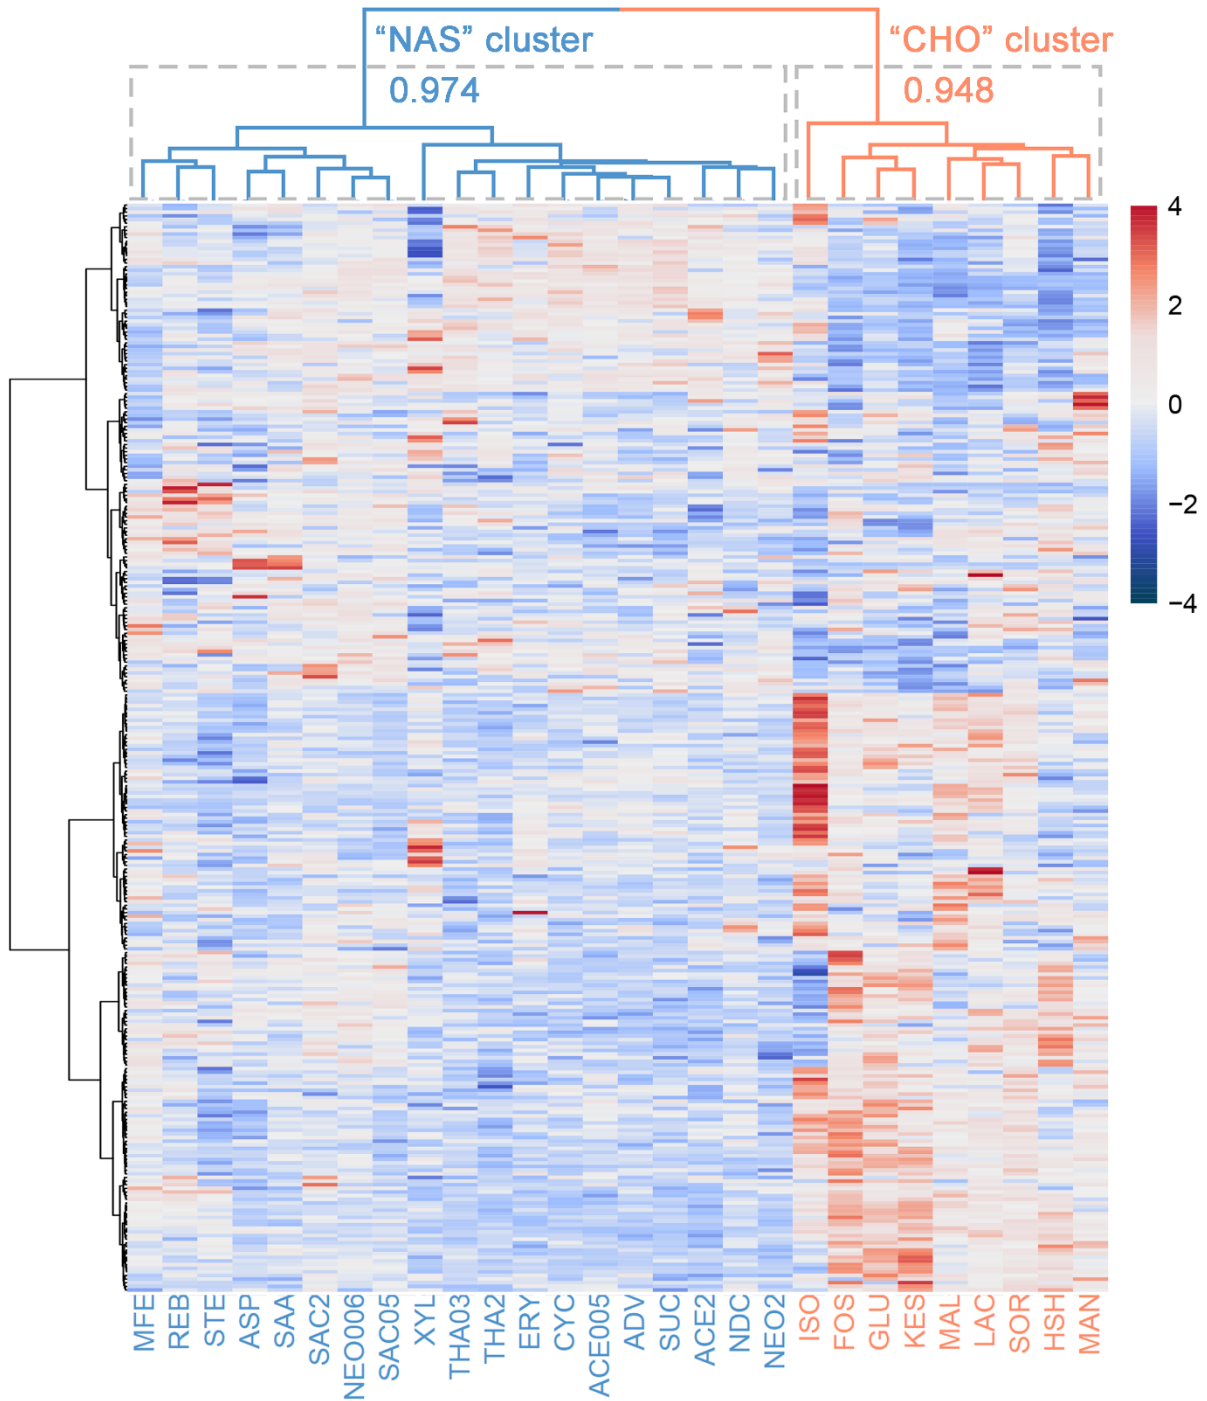 “NAS” cluster
“CHO” cluster
0.974
0.948
4
2
0
−2
−4
MFE
REB
STE
ASP
SAA
SAC2
NEO006
SAC05
XYL
THA03
THA2
ERY
CYC
ACE005
ADV
SUC
ACE2
NDC
NEO2
ISO
FOS
GLU
KES
MAL
LAC
SOR
HSH
MAN